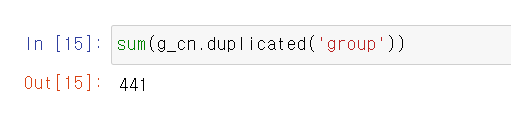 In [15]: sum(g_cn.duplicated('group'))
Out[15]: 441